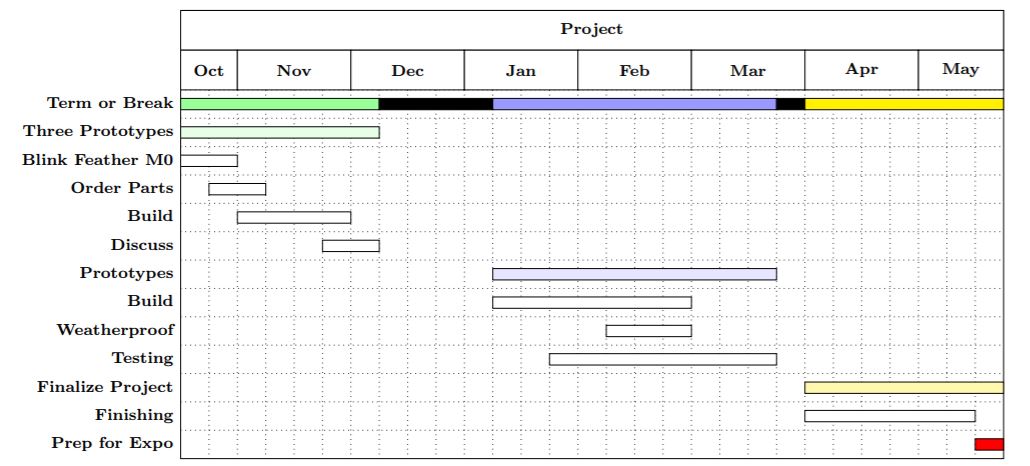 Project
Oct Nov Dec Jan Feb Mar Apr May
Term or Break
Three Prototypes
Blink Feather M0
Order Parts
Build
Discuss
Prototypes
Build
Weatherproof
Testing
Finalize Project
Finishing
Prep for Expo